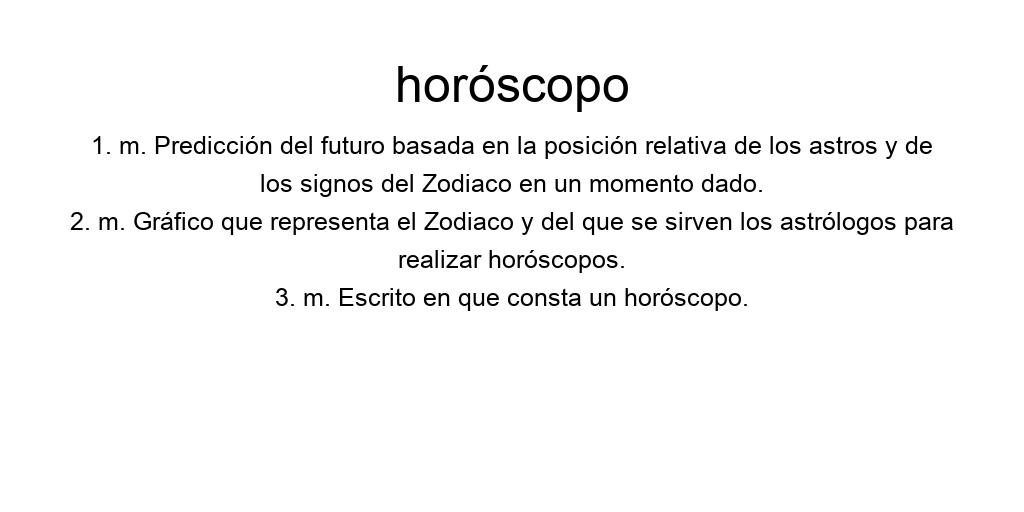 horóscopo
1. m. Predicción del futuro basada en la posición relativa de los astros y de
los signos del Zodiaco en un momento dado.
2. m. Gráfico que representa el Zodiaco y del que se sirven los astrólogos para
realizar horóscopos.
3. m. Escrito en que consta un horóscopo.